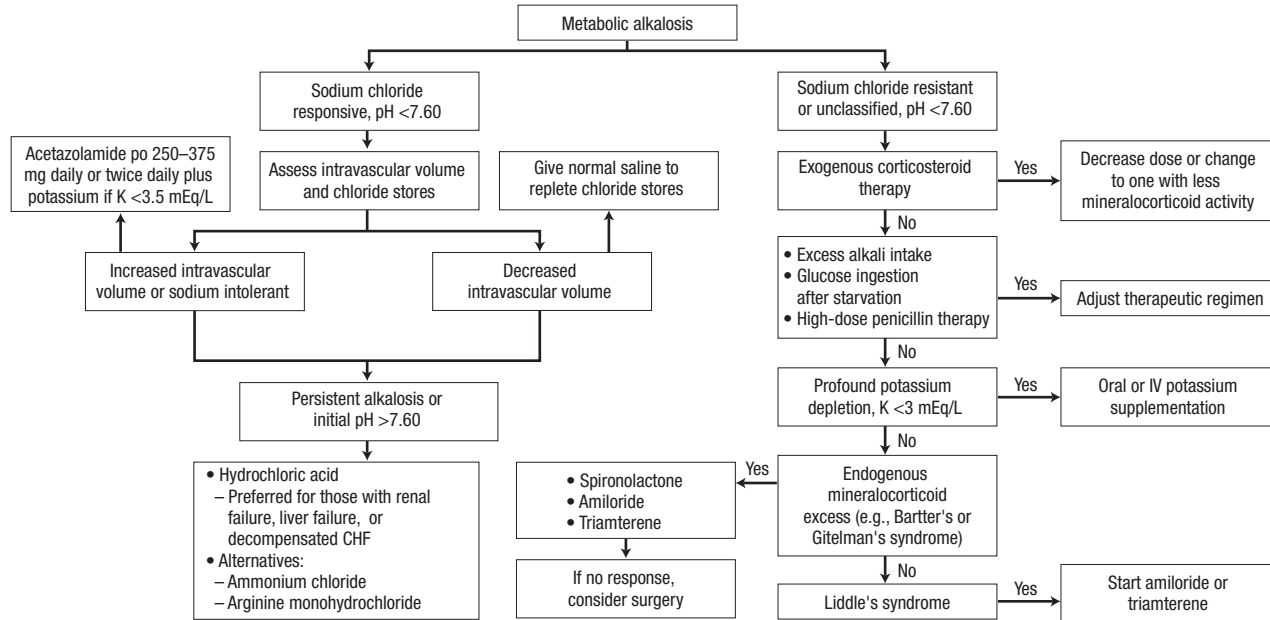 Metabolic alkalosis
Sodium chloride
responsive, pH <7.60
Sodium chloride resistant
or unclassified, pH <7.60
Acetazolamide po 250–375
mg daily or twice daily plus
potassium if K <3.5 mEq/L
Assess intravascular volume
and chloride stores
Give normal saline to
replete chloride stores
Increased intravascular
volume or sodium intolerant
Decreased
intravascular volume
Persistent alkalosis or
initial pH >7.60
• Hydrochloric acid
– Preferred for those with renal
failure, liver failure, or
decompensated CHF
• Alternatives:
– Ammonium chloride
– Arginine monohydrochloride
Exogenous corticosteroid
therapy
Yes
Decrease dose or change
to one with less
mineralocorticoid activity
No
• Excess alkali intake
• Glucose ingestion
after starvation
• High-dose penicillin therapy
Yes
Adjust therapeutic regimen
No
Profound potassium
depletion, K <3 mEq/L
Yes
Oral or IV potassium
supplementation
No
Endogenous
mineralocorticoid
excess (e.g., Bartter's or
Gitelman's syndrome)
Yes
• Spironolactone
• Amiloride
• Triamterene
If no response,
consider surgery
No
Liddle's syndrome
Yes
Start amiloride or
triamterene